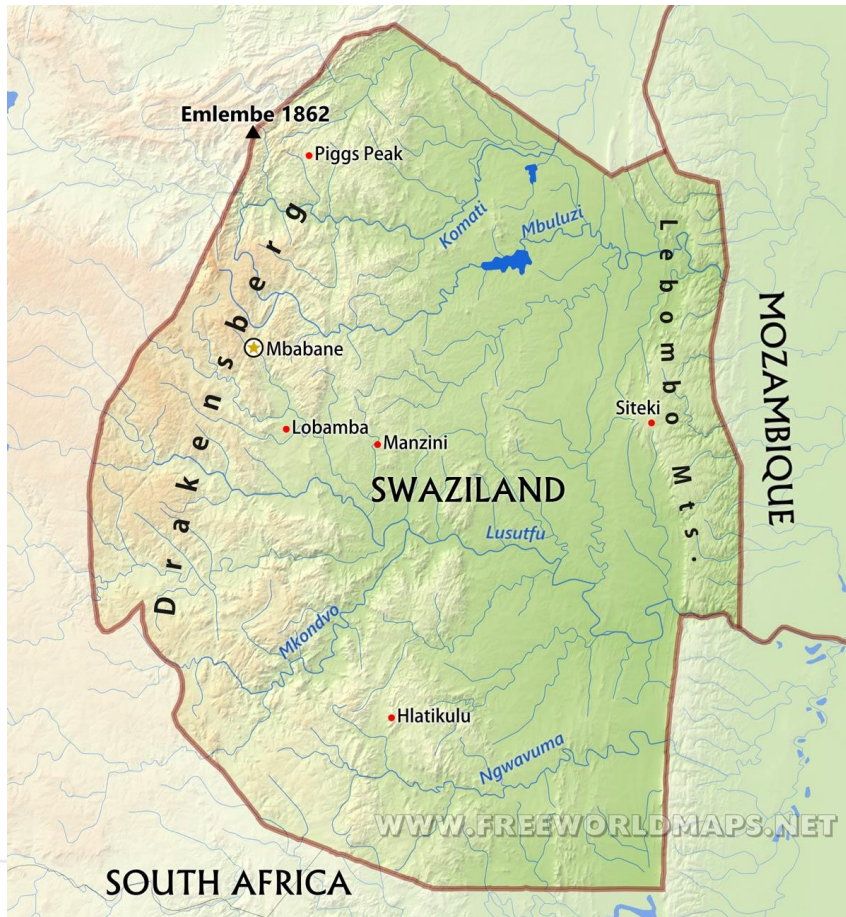 Emlembe 1862
Piggs Peak
Komati
Mbuluzi
Drakensberg
Lebombo Mts.
MOZAMBIQUE
Mbabane
Siteki
Lobamba
Manzini
SWAZILAND
Lusutfu
Mkondvo
Hlatikulu
Ngwavuma
WWW.FREEWORLDMAPS.NET
SOUTH AFRICA